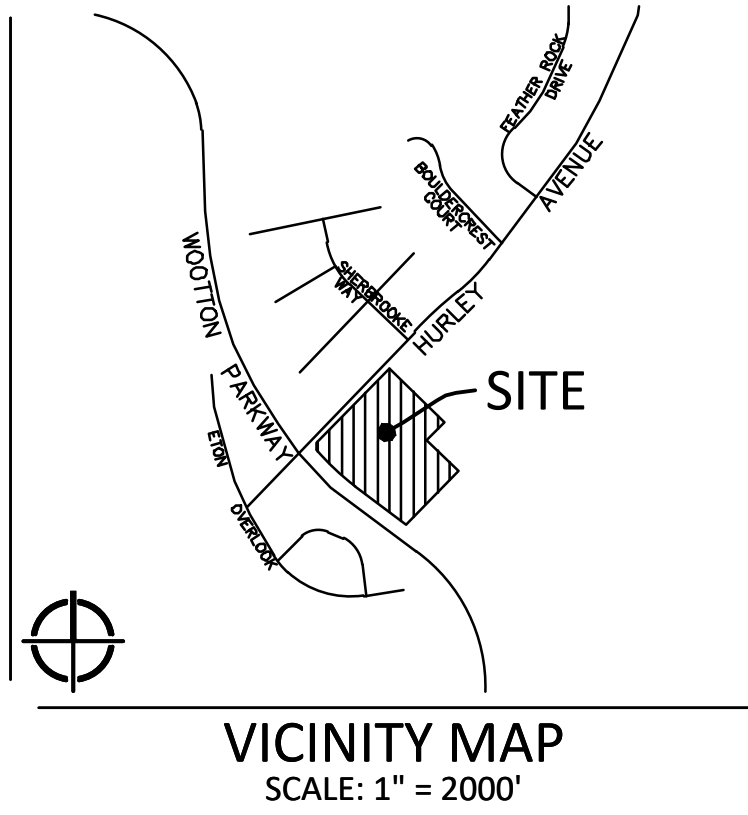 FEATHER ROCK
DRIVE
AVENUE
BOULDERCREST
COURT
WOOTTON
PARKWAY
SHERBROOKE
WAY
HURLEY
SITE
ETON
OVERLOOK
VICINITY MAP
SCALE: 1" = 2000'